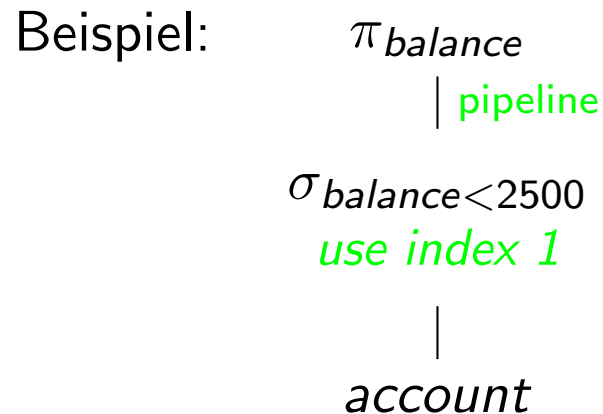 Beispiel: π balance
pipeline
σ balance<2500
use index 1
account